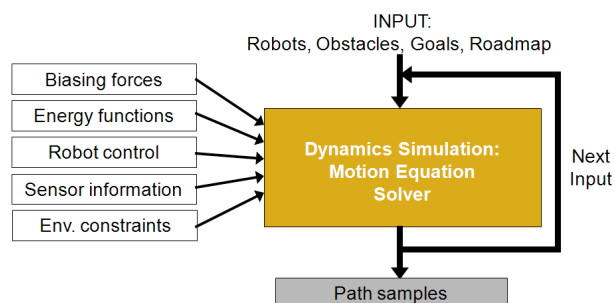 INPUT:
Robots, Obstacles, Goals, Roadmap
Biasing forces
Energy functions
Robot control
Sensor information
Env. constraints
Dynamics Simulation:
Motion Equation
Solver
Next
Input
Path samples